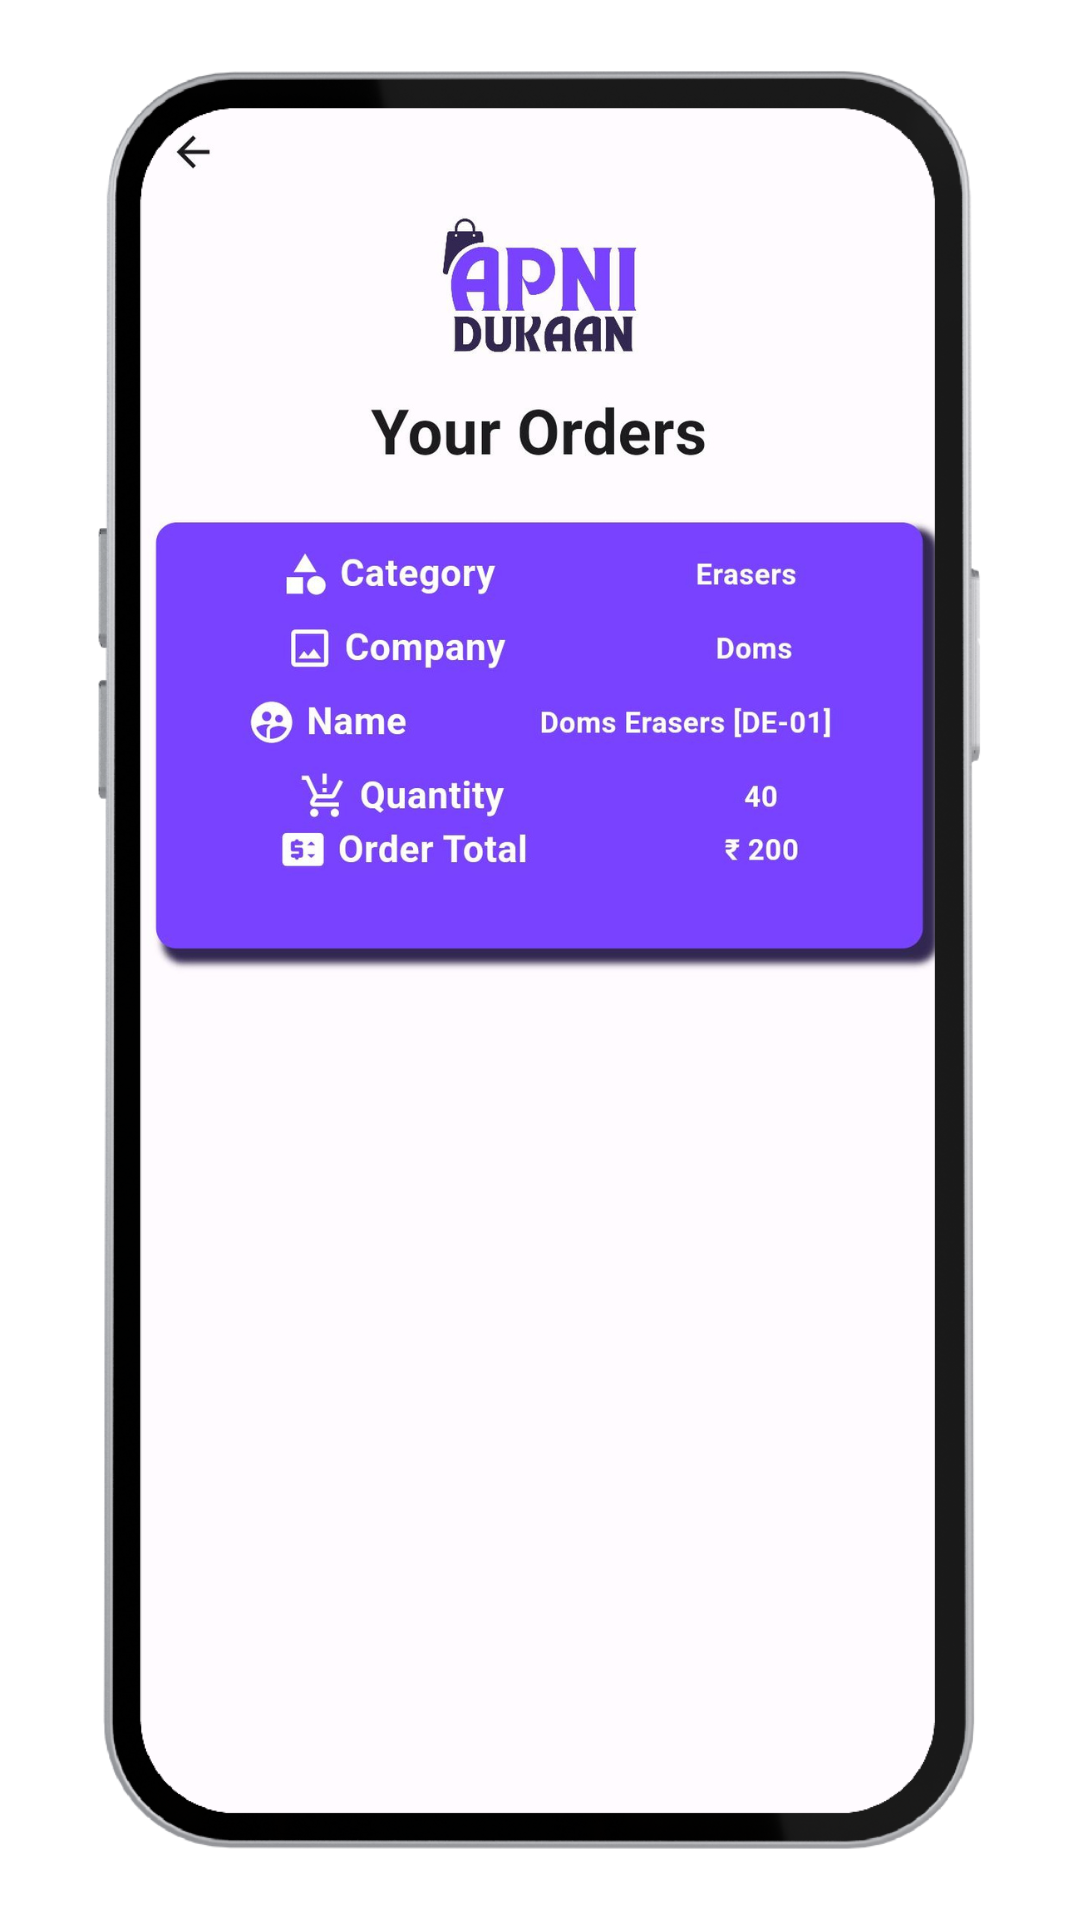 APNI
DUKAAN
Your Orders
Category Erasers
Company Doms
Name Doms Erasers [DE-01]
Quantity 40
Order Total ₹ 200